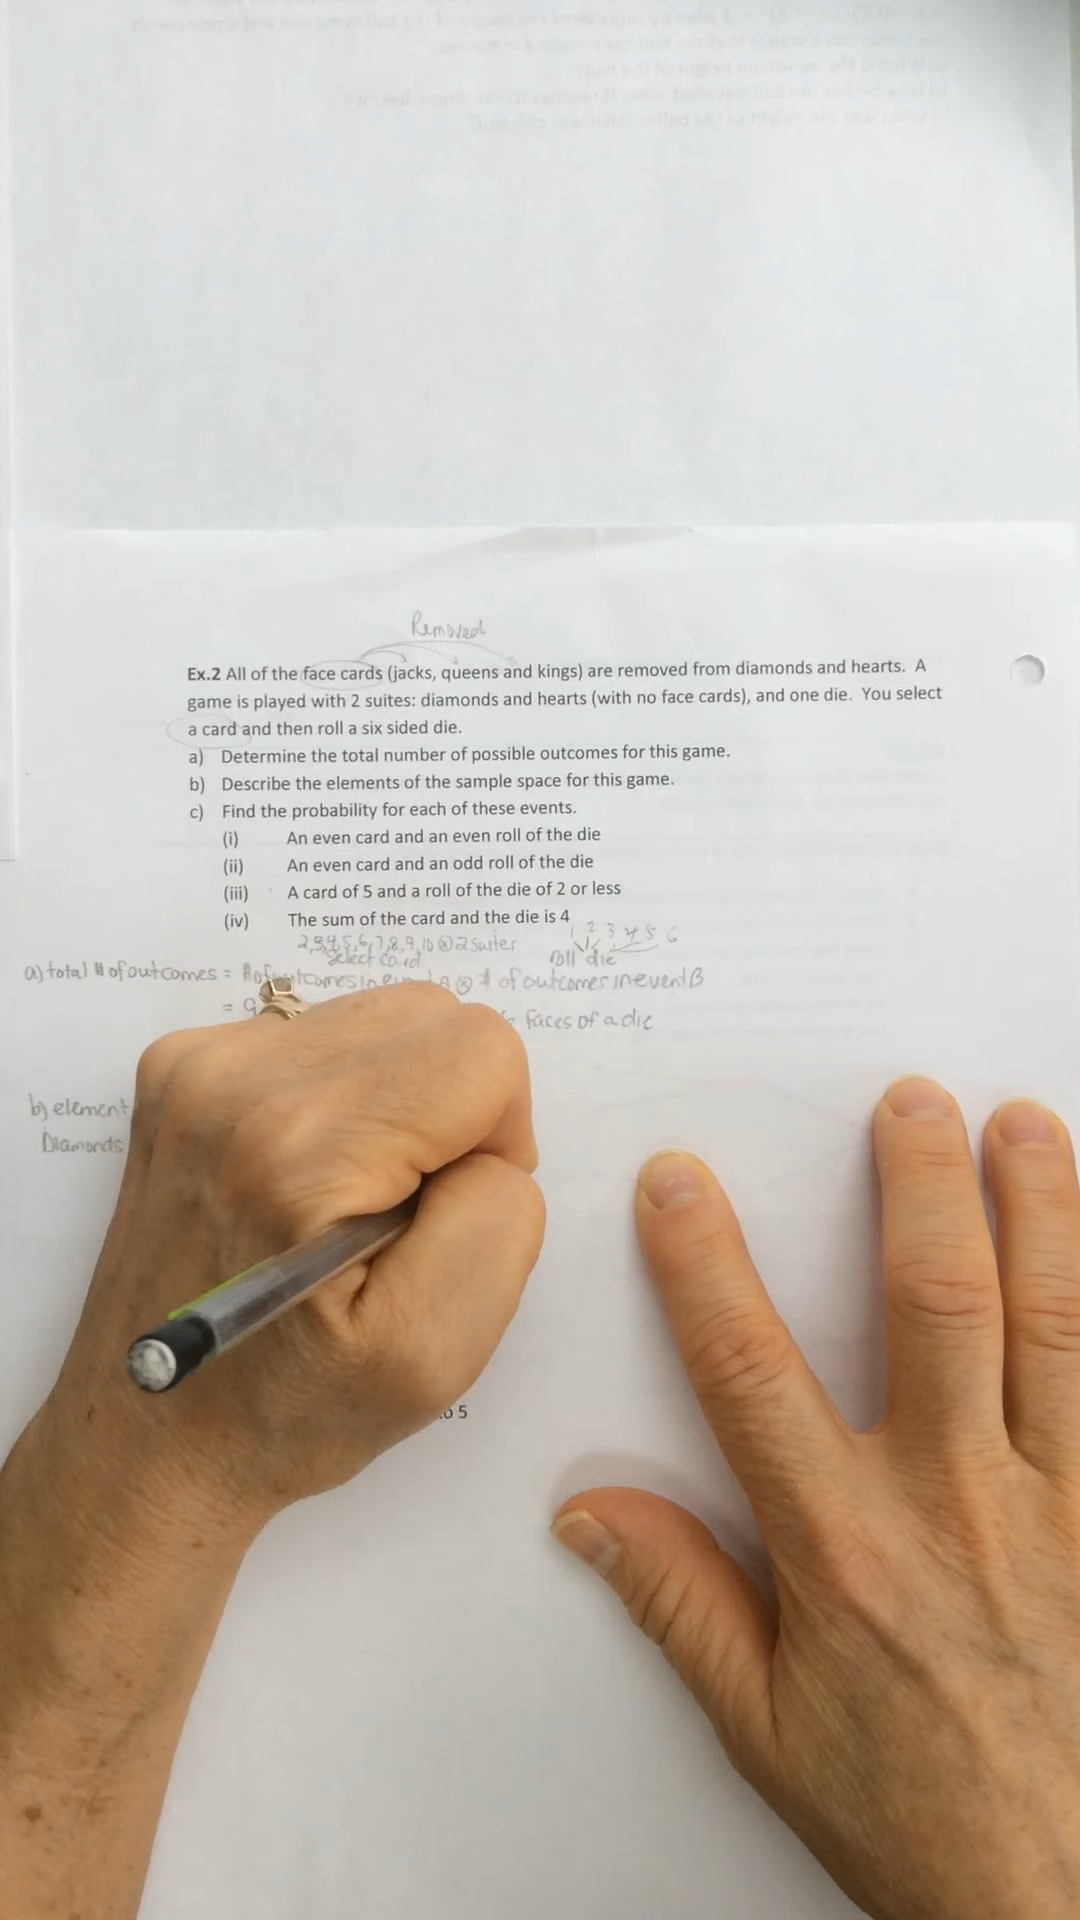 Removed
Ex.2 All of the face cards (jacks, queens and kings) are removed from diamonds and hearts. A
game is played with 2 suites: diamonds and hearts (with no face cards), and one die. You select
a card and then roll a six sided die.
a) Determine the total number of possible outcomes for this game.
b) Describe the elements of the sample space for this game.
c) Find the probability for each of these events.
(i) An even card and an even roll of the die
(ii) An even card and an odd roll of the die
(iii) A card of 5 and a roll of the die of 2 or less
(iv) The sum of the card and the die is 4
2,3,4,5,6,7,8,9,10 2 suites 1 2 3 4 5 6
Select card roll die
a) total # of outcomes = # of outcomes in # of outcomes in event B
= 9 faces of a die
b) element
Diamonds
5